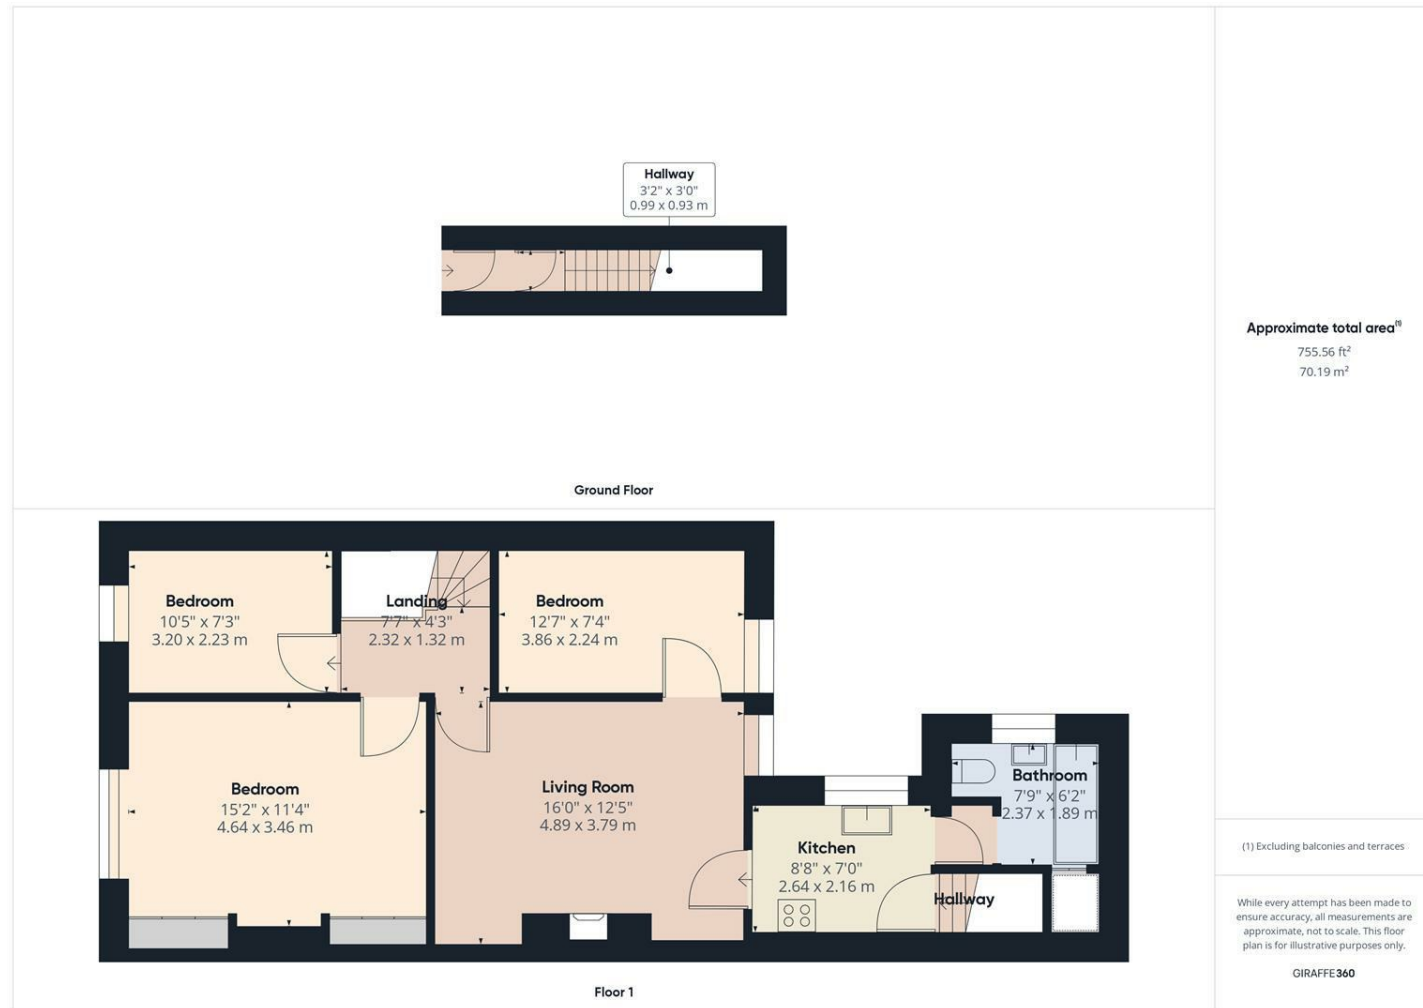 Hallway
3'2" x 3'0"
0.99 x 0.93 m
Ground Floor
Approximate total area(1)
755.56 ft²
70.19 m²
Bedroom
10'5" x 7'3"
3.20 x 2.23 m
Landing
7'7" x 4'3"
2.32 x 1.32 m
Bedroom
12'7" x 7'4"
3.86 x 2.24 m
Bedroom
15'2" x 11'4"
4.64 x 3.46 m
Living Room
16'0" x 12'5"
4.89 x 3.79 m
Kitchen
8'8" x 7'0"
2.64 x 2.16 m
Bathroom
7'9" x 6'2"
2.37 x 1.89 m
Hallway
Floor 1
(1) Excluding balconies and terraces
While every attempt has been made to
ensure accuracy, all measurements are
approximate, not to scale. This floor
plan is for illustrative purposes only.
GIRAFFE360